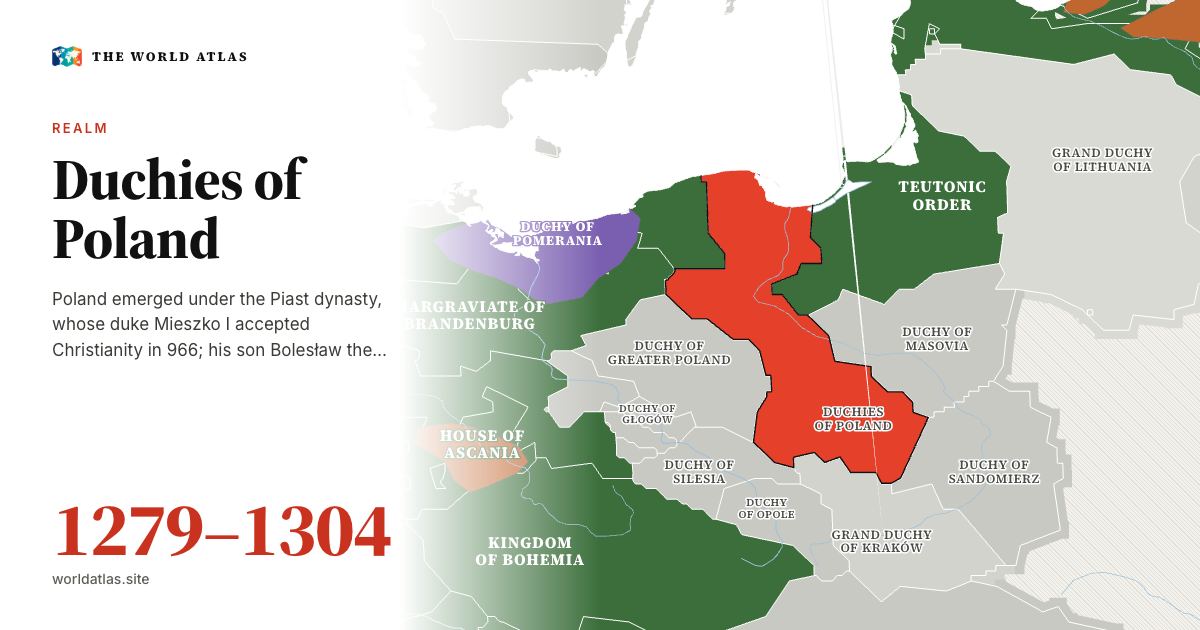 THE WORLD ATLAS
REALM
Duchies of
Poland
Poland emerged under the Piast dynasty,
whose duke Mieszko I accepted
Christianity in 966; his son Bolesław the...
1279–1304
worldatlas.site
GRAND DUCHY
OF LITHUANIA
TEUTONIC
ORDER
DUCHY OF
POMERANIA
ARGRAVIATE OF
BRANDENBURG
DUCHY OF
MASOVIA
DUCHY OF
GREATER POLAND
DUCHY OF
GŁOGÓW
DUCHIES
OF POLAND
HOUSE OF
ASCANIA
DUCHY OF
SILESIA
DUCHY OF
SANDOMIERZ
DUCHY
OF OPOLE
GRAND DUCHY
OF KRAKÓW
KINGDOM
OF BOHEMIA